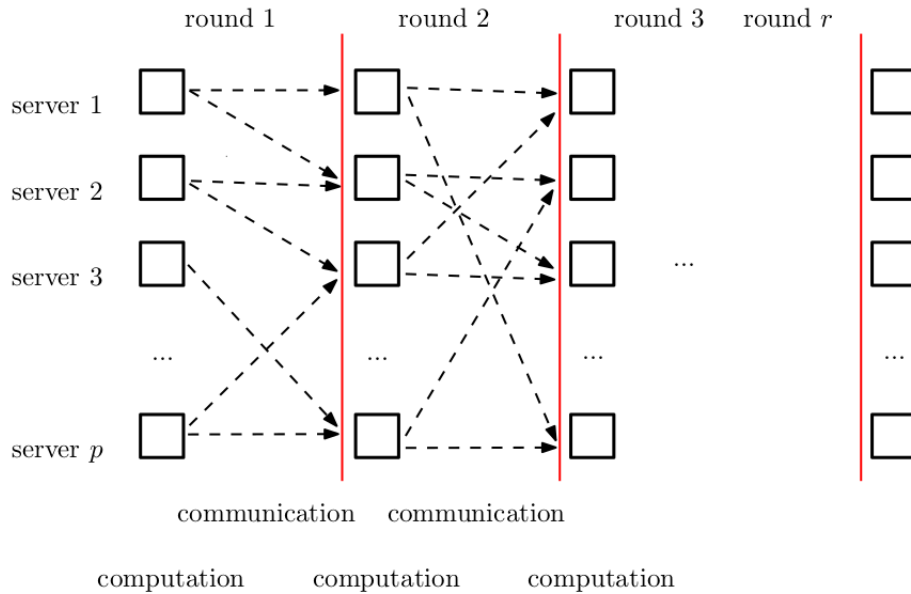 round 1 round 2 round 3 round r
server 1
server 2
server 3
...
... ... ... ...
server p
communication communication
computation computation computation